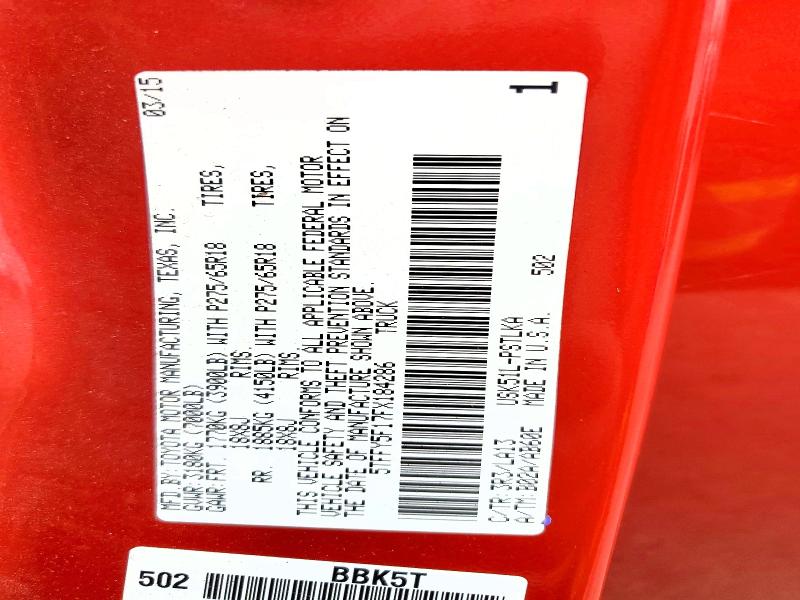 MFD.BY:TOYOTA MOTOR MANUFACTURING, TEXAS, INC. 03/15
GVWR:3190KG (7000LB)
GAWR:FRT. 1770KG (3900LB) WITH P275/65R18 TIRES,
18X8J RIMS.
RR. 1885KG (4150LB) WITH P275/65R18 TIRES,
18X8J RIMS.
THIS VEHICLE CONFORMS TO ALL APPLICABLE FEDERAL MOTOR
VEHICLE SAFETY AND THEFT PREVENTION STANDARDS IN EFFECT ON
THE DATE OF MANUFACTURE SHOWN ABOVE.
5TFFY5F17FX184286 TRUCK
C/TR:3R3/LA13 USK51L-PSTLKA 502
A/TM:B02A/AB60E MADE IN U.S.A.
1
502 BBK5T